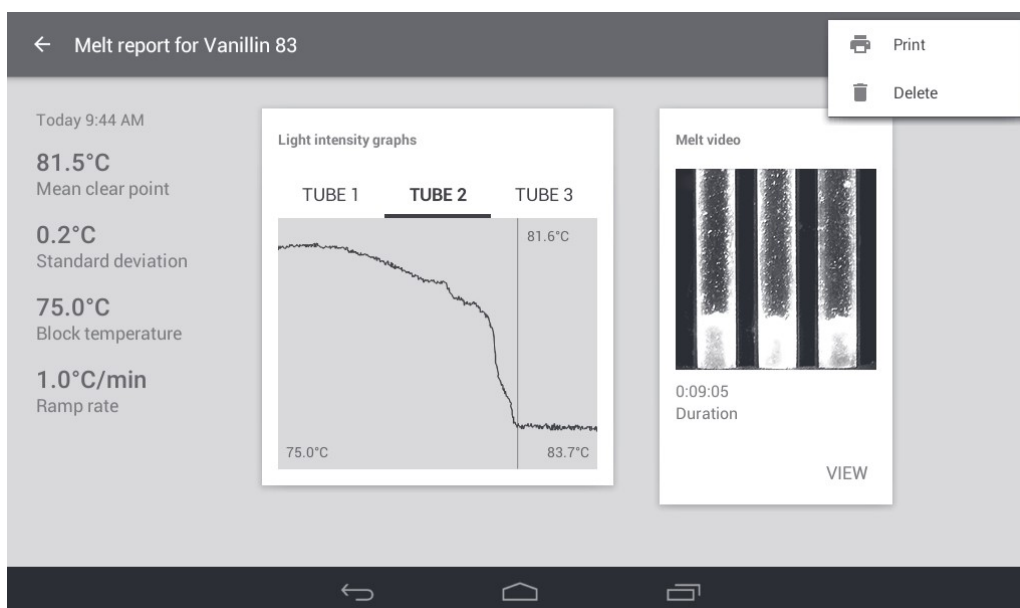 Melt report for Vanillin 83
Print
Delete
Today 9:44 AM
81.5°C
Mean clear point
0.2°C
Standard deviation
75.0°C
Block temperature
1.0°C/min
Ramp rate
Light intensity graphs
TUBE 1 TUBE 2 TUBE 3
81.6°C
75.0°C 83.7°C
Melt video
0:09:05
Duration
VIEW